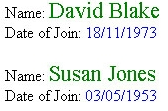 Name: David Blake
Date of Join: 18/11/1973
Name: Susan Jones
Date of Join: 03/05/1953